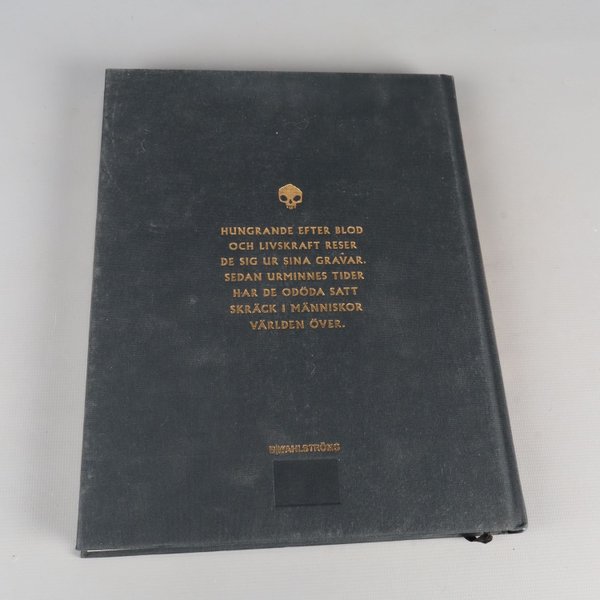 HUNGRANDE EFTER BLOD
OCH LIVSKRAFT RESER
DE SIG UR SINA GRAVAR.
SEDAN URMINNES TIDER
HAR DE ODÖDA SATT
SKRÄCK I MÄNNISKOR
VÄRLDEN ÖVER.
B WAHLSTRÖMS